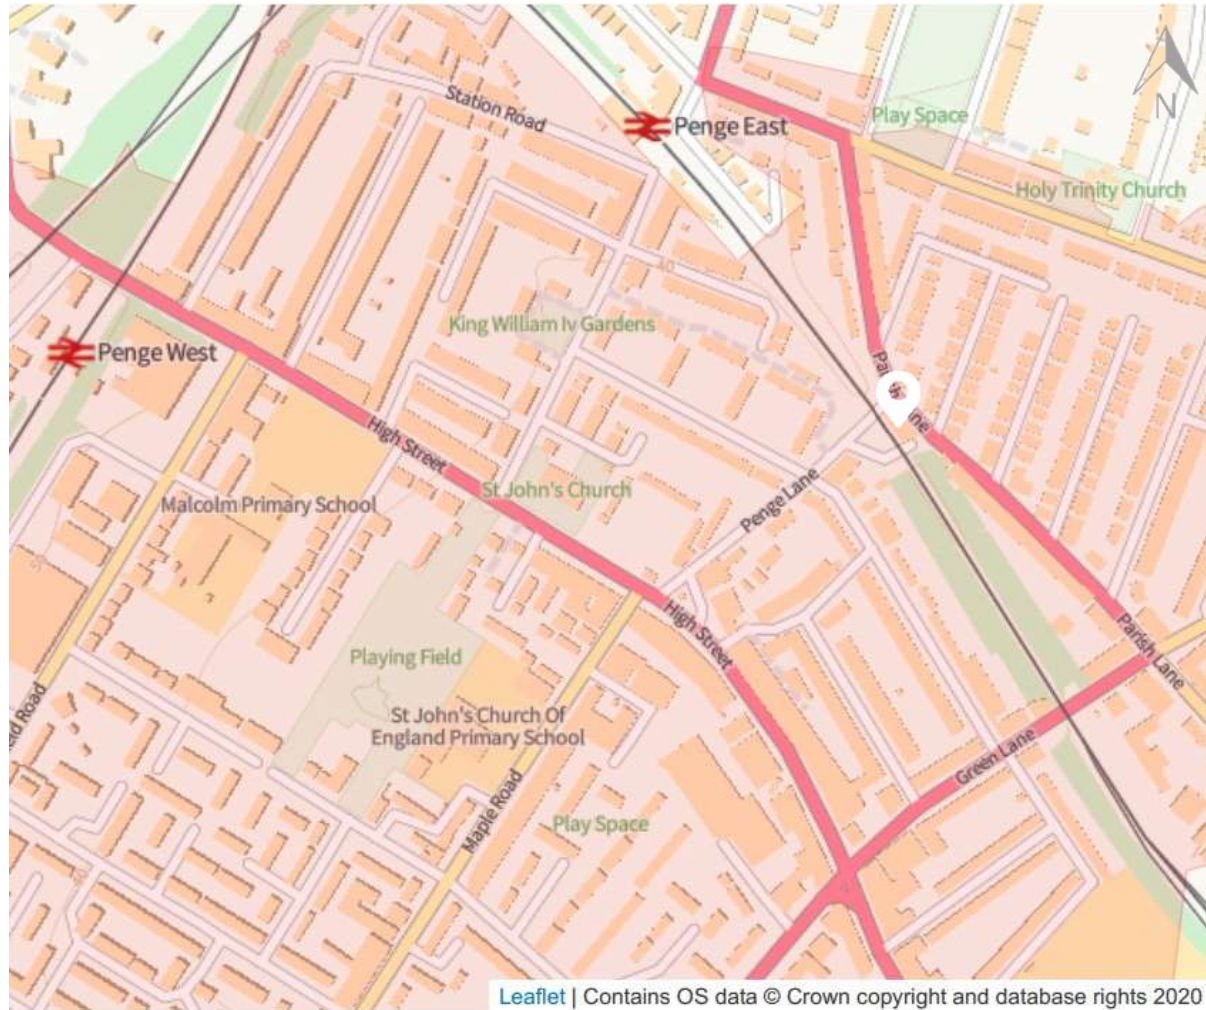 Station Road
Penge East
Play Space
N
Holy Trinity Church
King William Iv Gardens
Penge West
High Street
St John's Church
Malcolm Primary School
Penge Lane
High Street
Parish Lane
Playing Field
St John's Church Of
England Primary School
Green Lane
Maple Road
Play Space
40
Leaflet | Contains OS data © Crown copyright and database rights 2020